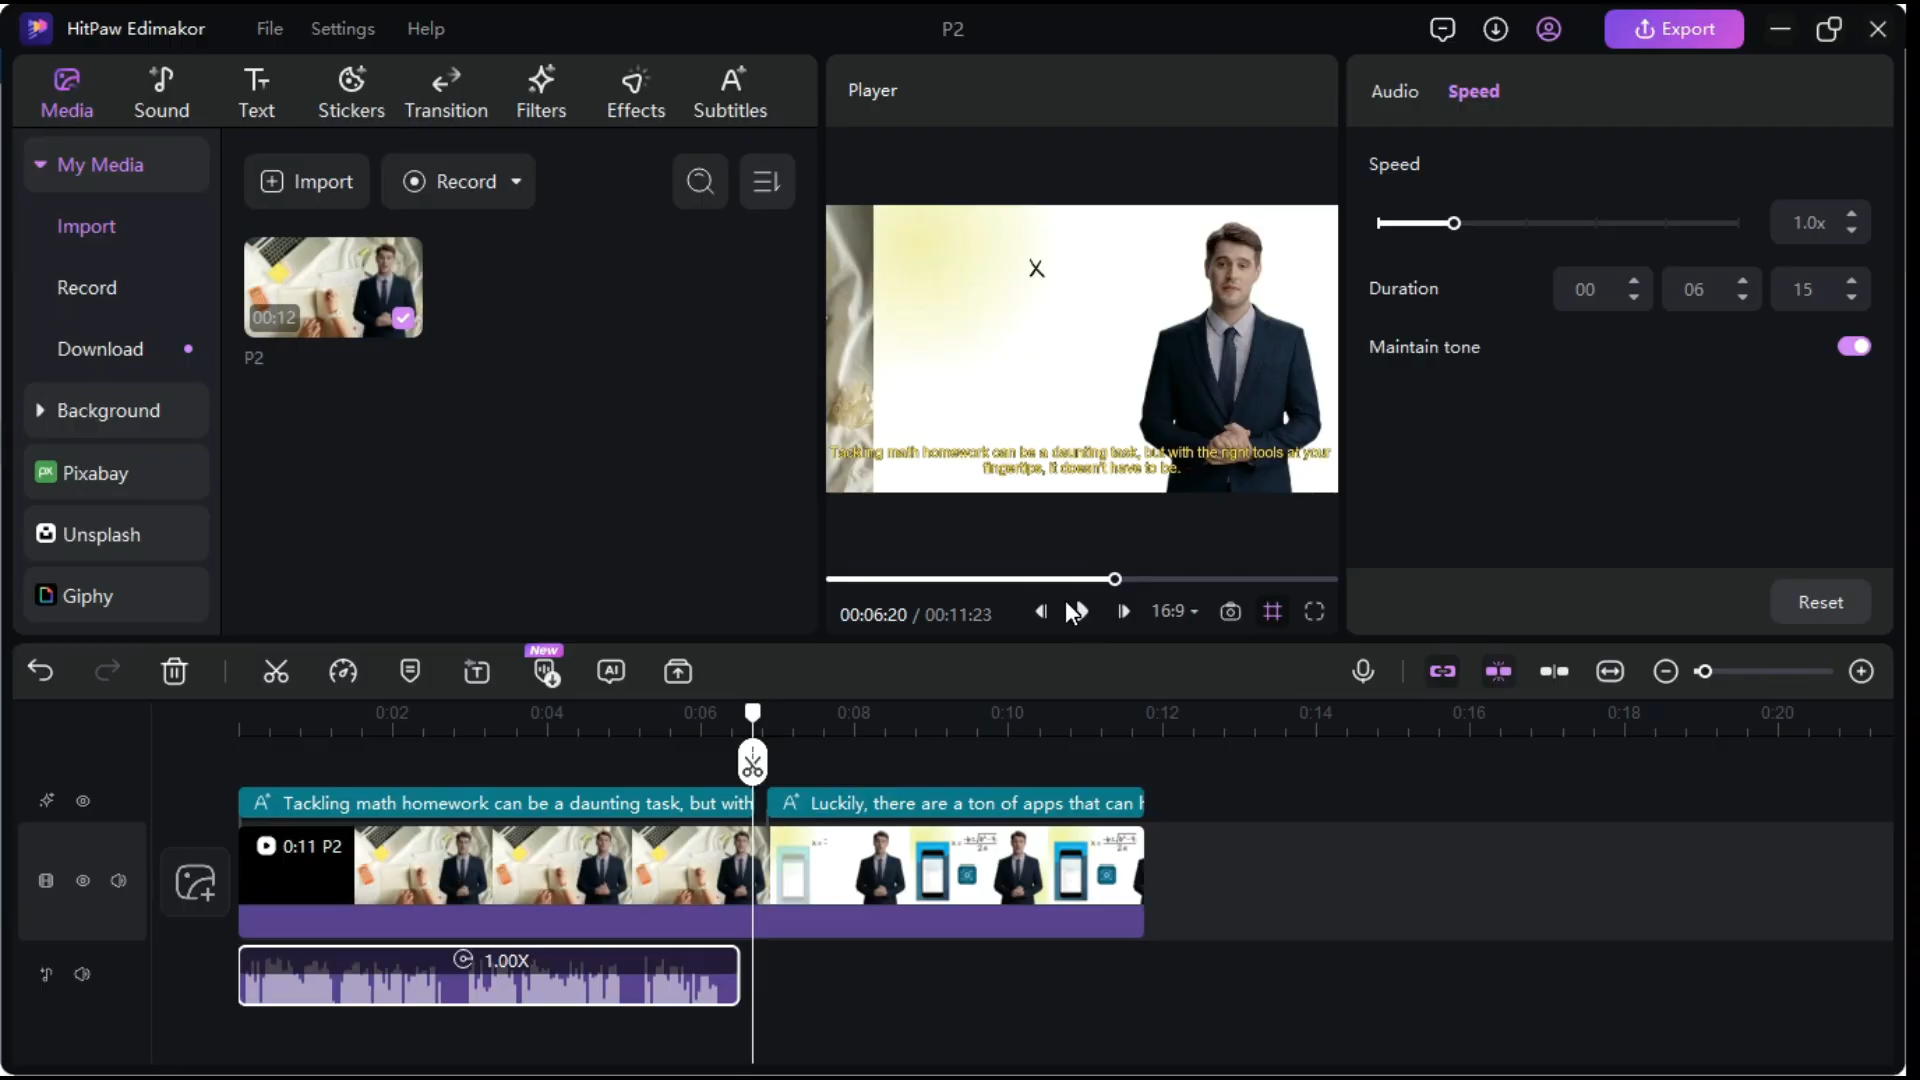 HitPaw Edimakor
File
Settings
Help
P2
Export
Media
Sound
Text
Stickers
Transition
Filters
Effects
Subtitles
My Media
Import
Record
Download
Background
Pixabay
Unsplash
Giphy
Import
Record
00:12
P2
Player
X
Tackling math homework can be a daunting task, but with the right tools at your
fingertips, it doesn't have to be.
00:06:20 / 00:11:23
16:9
Audio
Speed
Speed
1.0x
Duration
00
06
15
Maintain tone
Reset
New
AI
0:02
0:04
0:06
0:08
0:10
0:12
0:14
0:16
0:18
0:20
Tackling math homework can be a daunting task, but with
Luckily, there are a ton of apps that can h
0:11 P2
1.00X